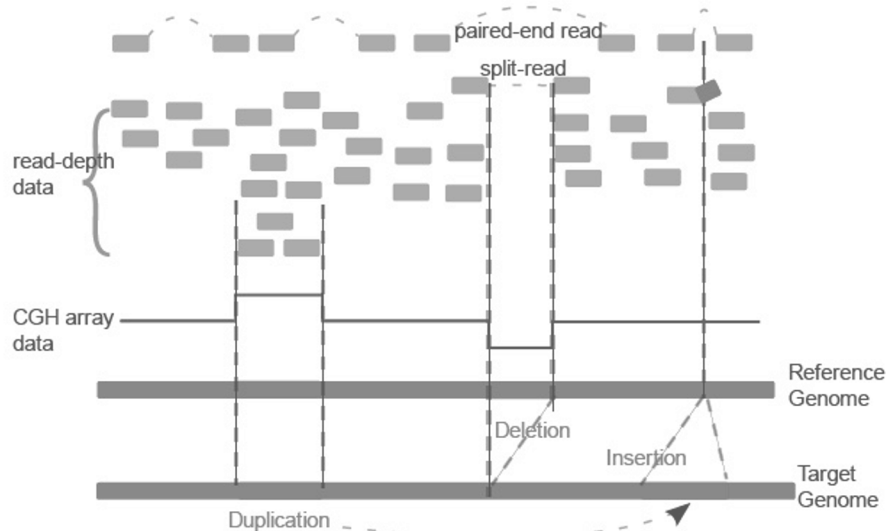 paired-end read
split-read
read-depth
data
CGH array
data
Reference
Genome
Deletion
Insertion
Target
Genome
Duplication